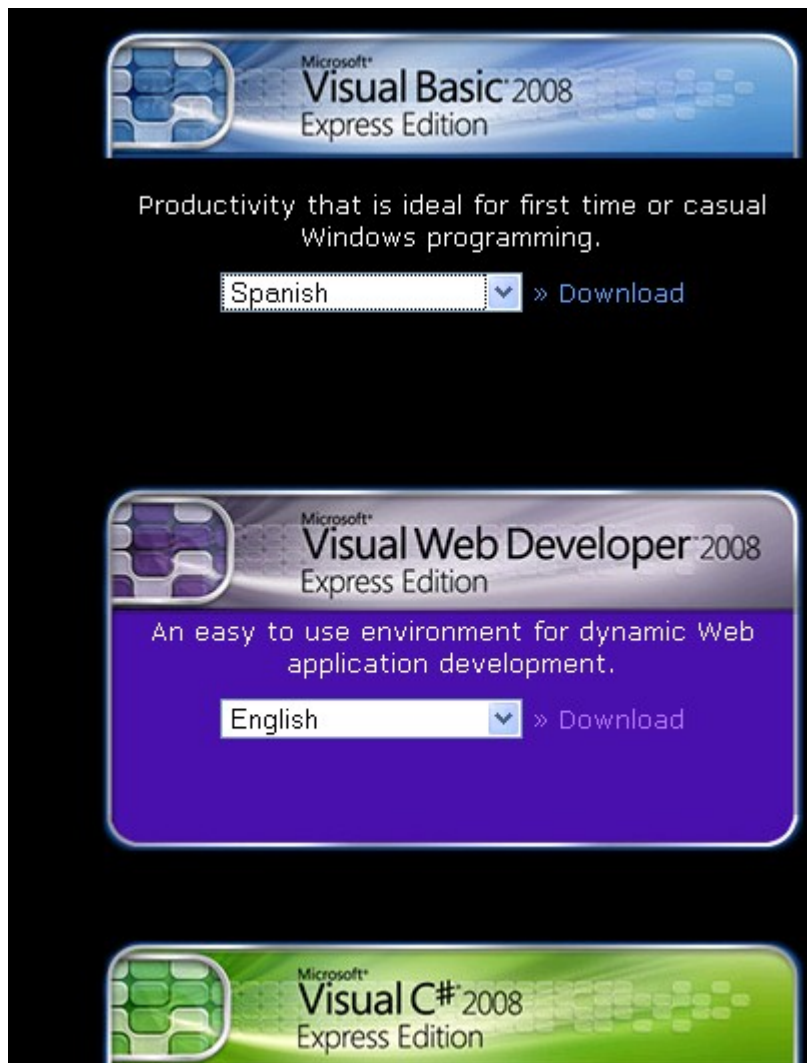 Microsoft®
Visual Basic® 2008
Express Edition
Productivity that is ideal for first time or casual
Windows programming.
Spanish » Download
Microsoft®
Visual Web Developer™ 2008
Express Edition
An easy to use environment for dynamic Web
application development.
English » Download
Microsoft®
Visual C#® 2008
Express Edition